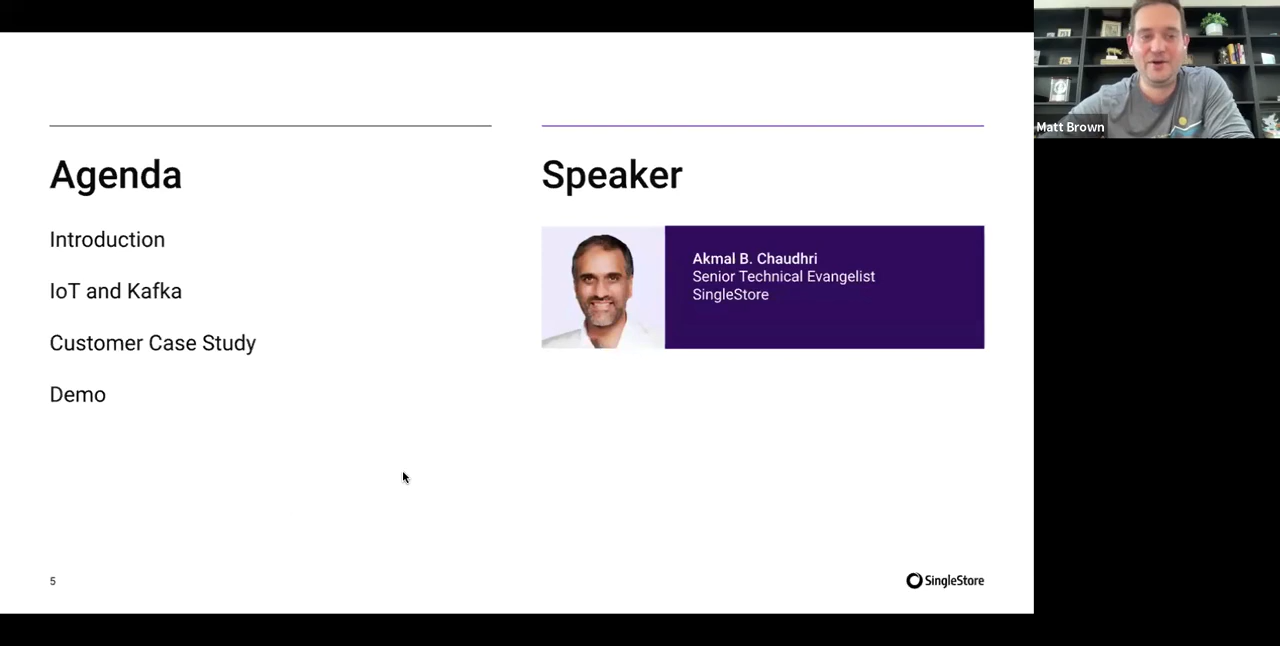 Agenda
Introduction
IoT and Kafka
Customer Case Study
Demo
Speaker
Akmal B. Chaudhri
Senior Technical Evangelist
SingleStore
5
SingleStore
Matt Brown